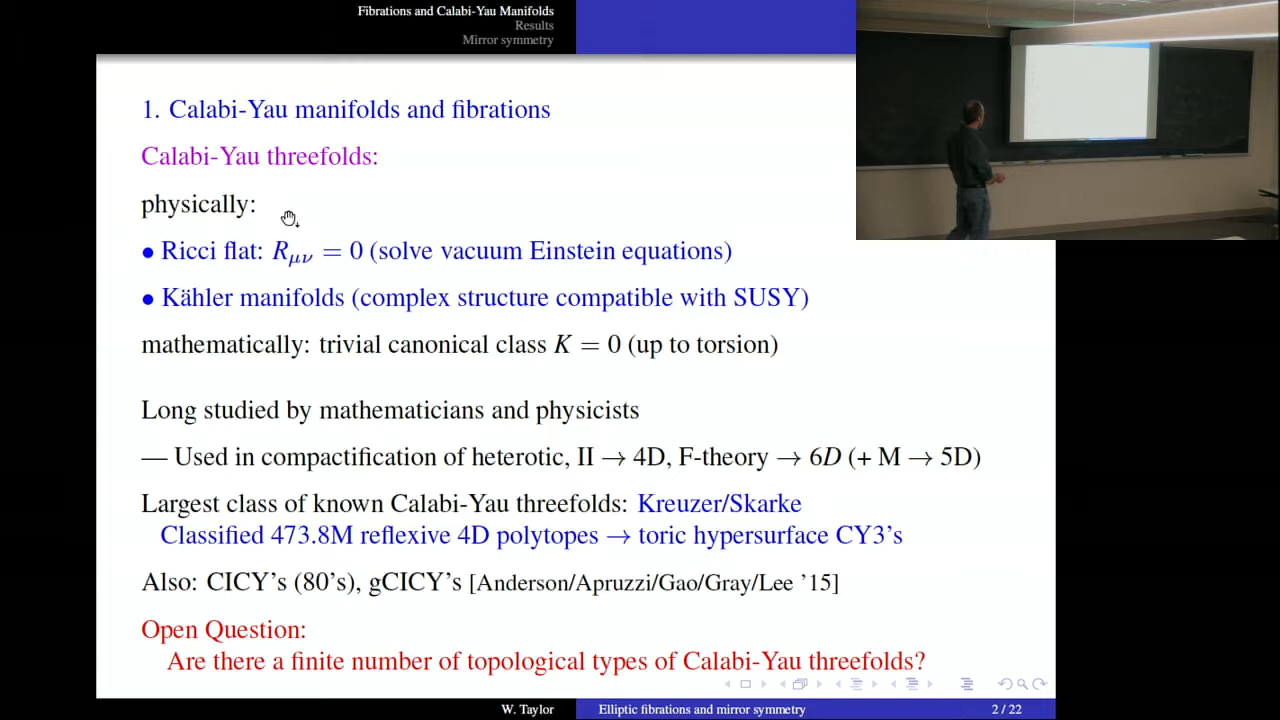 Fibrations and Calabi-Yau Manifolds
Results
Mirror symmetry
1. Calabi-Yau manifolds and fibrations
Calabi-Yau threefolds:
physically:
• Ricci flat: Rμν = 0 (solve vacuum Einstein equations)
• Kähler manifolds (complex structure compatible with SUSY)
mathematically: trivial canonical class K = 0 (up to torsion)
Long studied by mathematicians and physicists
— Used in compactification of heterotic, II → 4D, F-theory → 6D (+ M → 5D)
Largest class of known Calabi-Yau threefolds: Kreuzer/Skarke
Classified 473.8M reflexive 4D polytopes → toric hypersurface CY3's
Also: CICY's (80's), gCICY's [Anderson/Apruzzi/Gao/Gray/Lee '15]
Open Question:
Are there a finite number of topological types of Calabi-Yau threefolds?
W. Taylor Elliptic fibrations and mirror symmetry 2 / 22